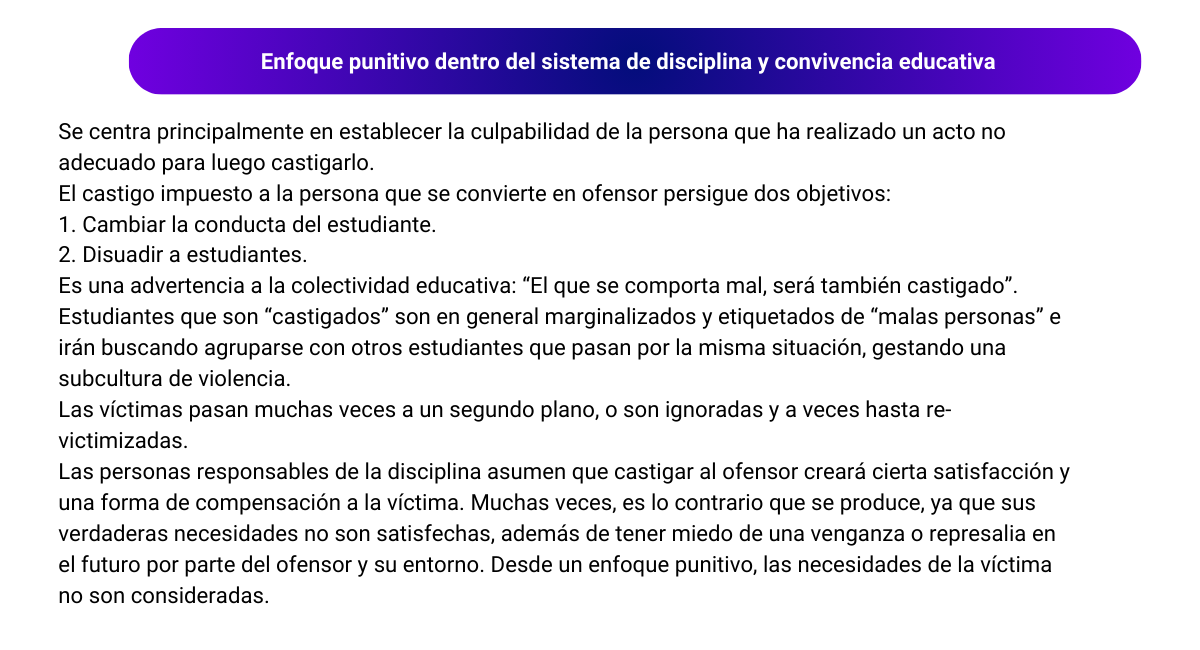 Enfoque punitivo dentro del sistema de disciplina y convivencia educativa
Se centra principalmente en establecer la culpabilidad de la persona que ha realizado un acto no
adecuado para luego castigarlo.
El castigo impuesto a la persona que se convierte en ofensor persigue dos objetivos:
1. Cambiar la conducta del estudiante.
2. Disuadir a estudiantes.
Es una advertencia a la colectividad educativa: “El que se comporta mal, será también castigado”.
Estudiantes que son “castigados” son en general marginalizados y etiquetados de “malas personas” e
irán buscando agruparse con otros estudiantes que pasan por la misma situación, gestando una
subcultura de violencia.
Las víctimas pasan muchas veces a un segundo plano, o son ignoradas y a veces hasta re-
victimizadas.
Las personas responsables de la disciplina asumen que castigar al ofensor creará cierta satisfacción y
una forma de compensación a la víctima. Muchas veces, es lo contrario que se produce, ya que sus
verdaderas necesidades no son satisfechas, además de tener miedo de una venganza o represalia en
el futuro por parte del ofensor y su entorno. Desde un enfoque punitivo, las necesidades de la víctima
no son consideradas.